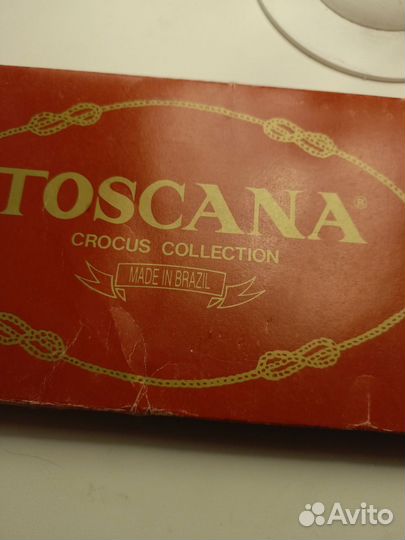 TOSCANA®
CROCUS COLLECTION
MADE IN BRAZIL
Avito